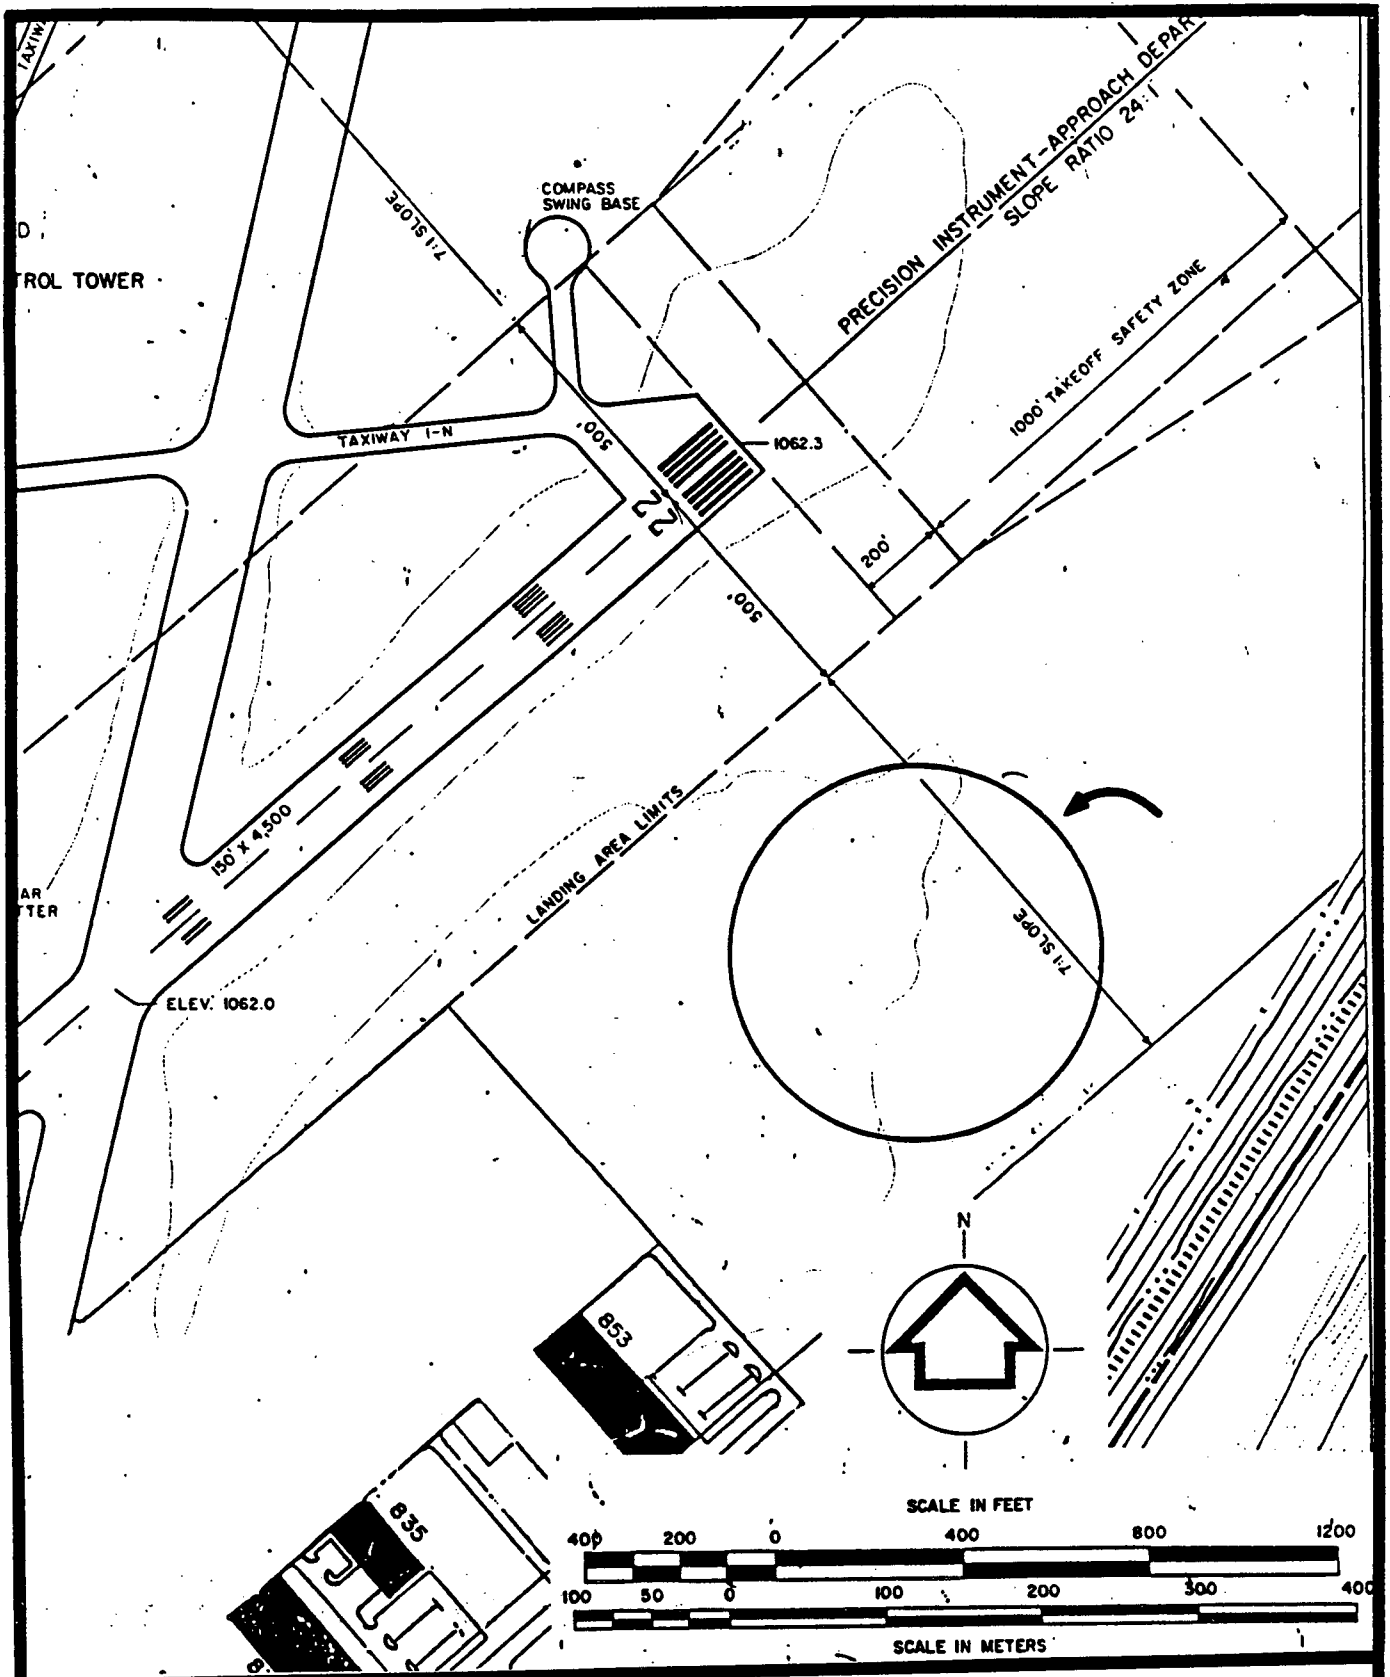 TAXIW
PRECISION INSTRUMENT-APPROACH DEPAR
SLOPE RATIO 24:1
COMPASS
SWING BASE
7:1 SLOPE
D
TROL TOWER
1000' TAKEOFF SAFETY ZONE
TAXIWAY 1-N
500'
1062.3
22
200'
500'
150' X 4,500
LANDING AREA LIMITS
AR
TTER
7:1 SLOPE
ELEV. 1062.0
N
853
835
8
SCALE IN FEET
400 200 0 400 800 1200
100 50 0 100 200 300 400
SCALE IN METERS